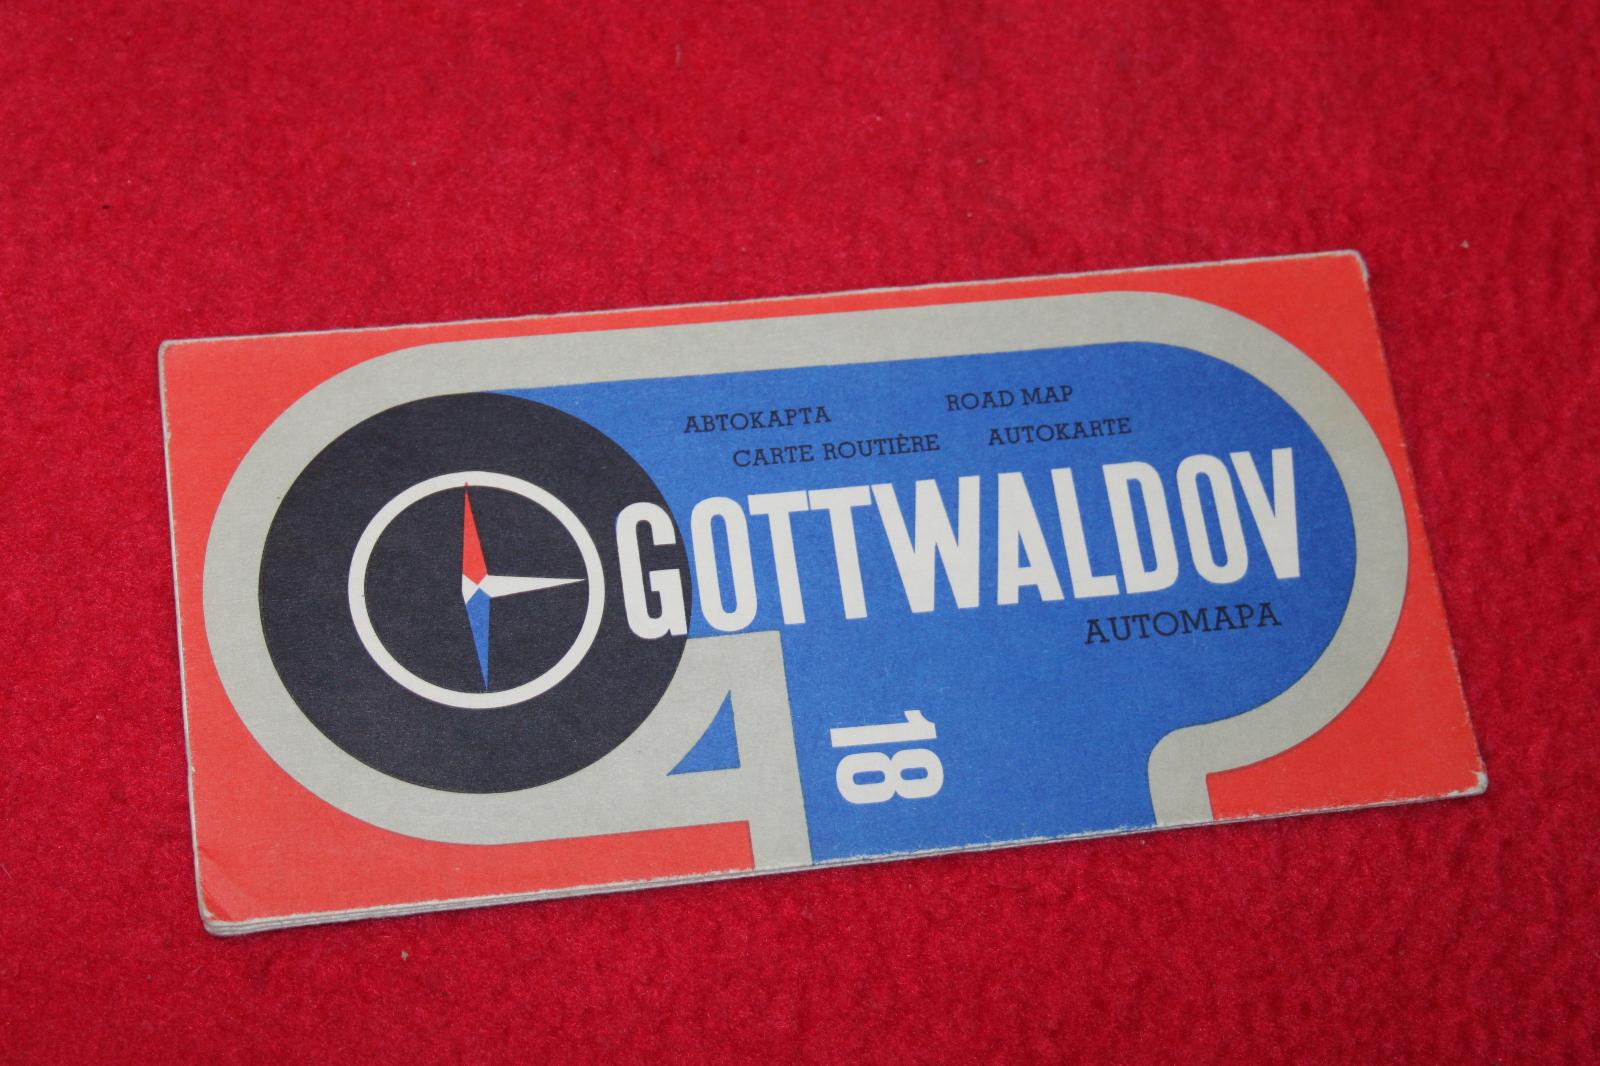 АВТОКАРТА ROAD MAP
CARTE ROUTIÈRE AUTOKARTE
GOTTWALDOV
AUTOMAPA
18